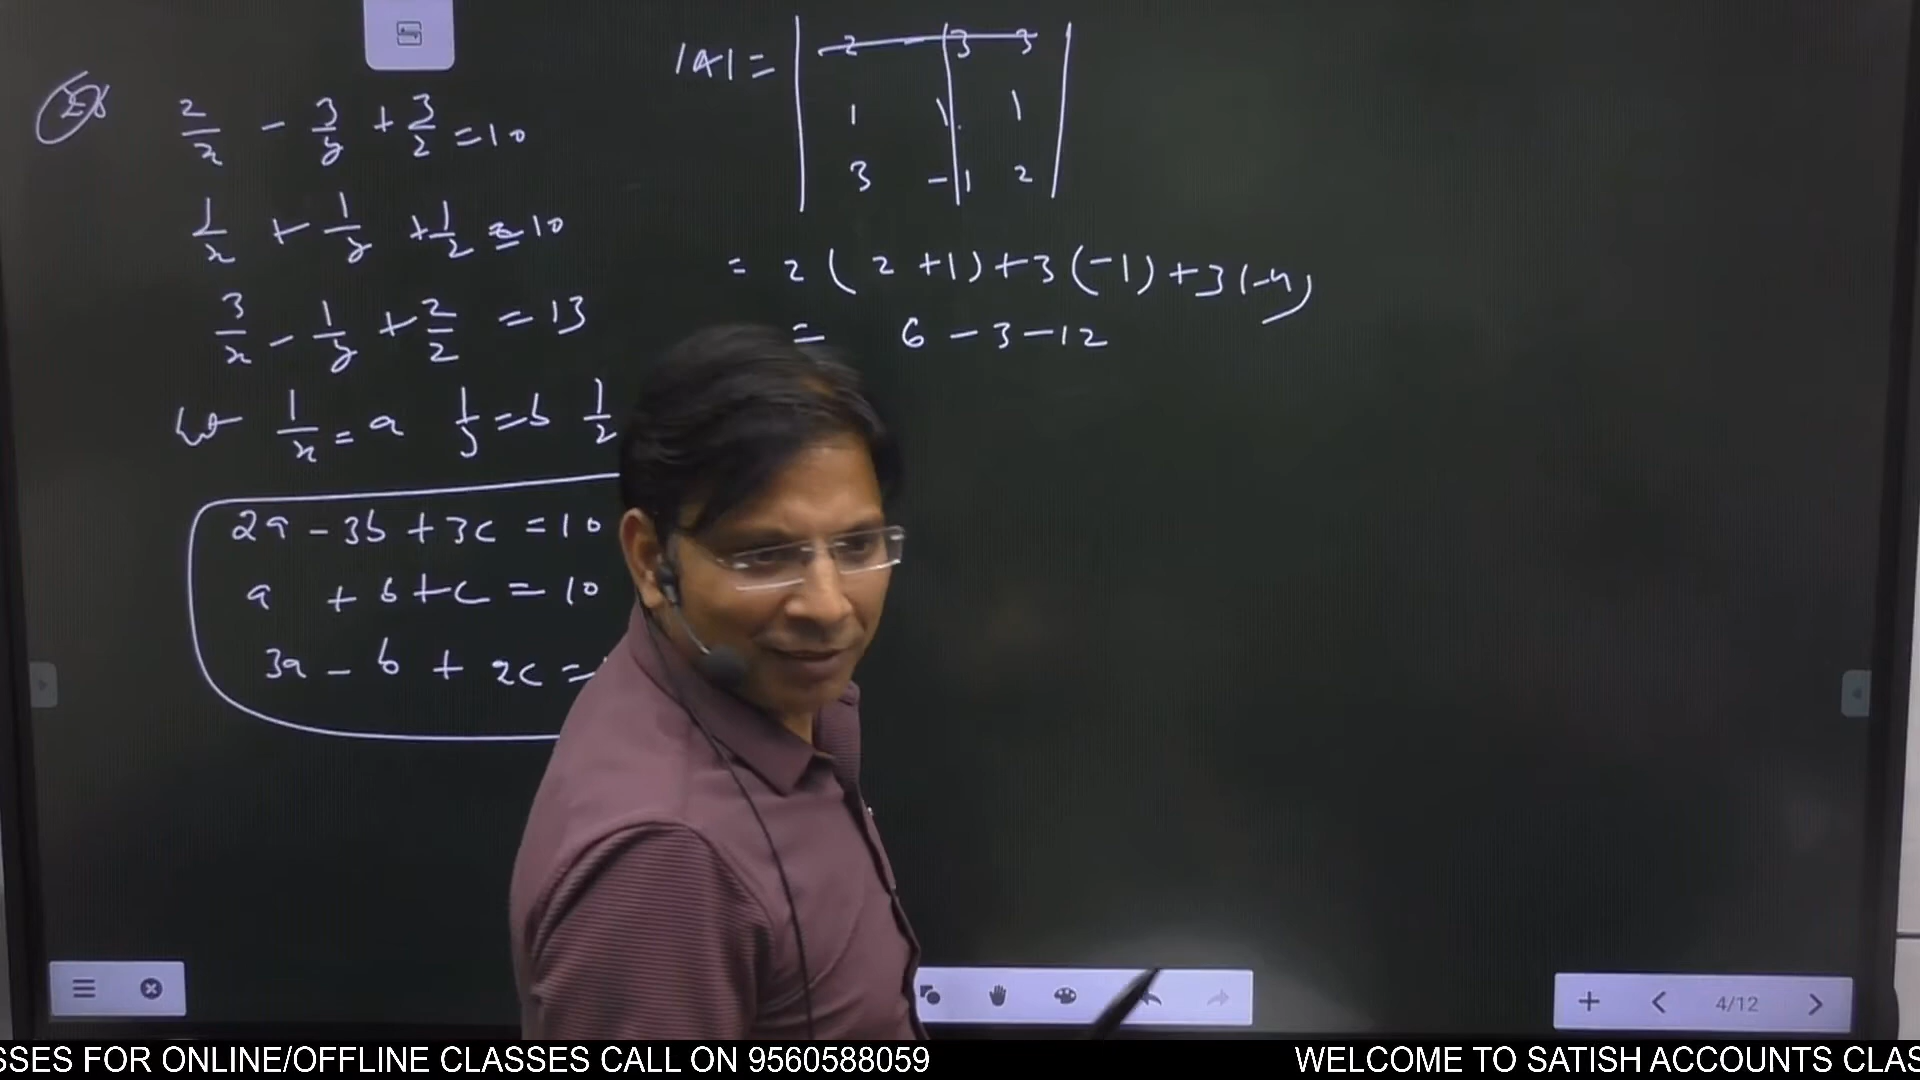 28
2/x - 3/y + 3/z = 10
1/x + 1/y + 1/z = 10
3/x - 1/y + 2/z = 13
Let 1/x = a 1/y = b 1/z
2a - 3b + 3c = 10
a + b + c = 10
3a - b + 2c =
|A| = | 2 - 3 3 |
1 1 1
3 -1 2
= 2 ( 2 + 1 ) + 3 ( -1 ) + 3 ( -4 )
= 6 - 3 - 12
4/12
SSES FOR ONLINE/OFFLINE CLASSES CALL ON 9560588059
WELCOME TO SATISH ACCOUNTS CLAS